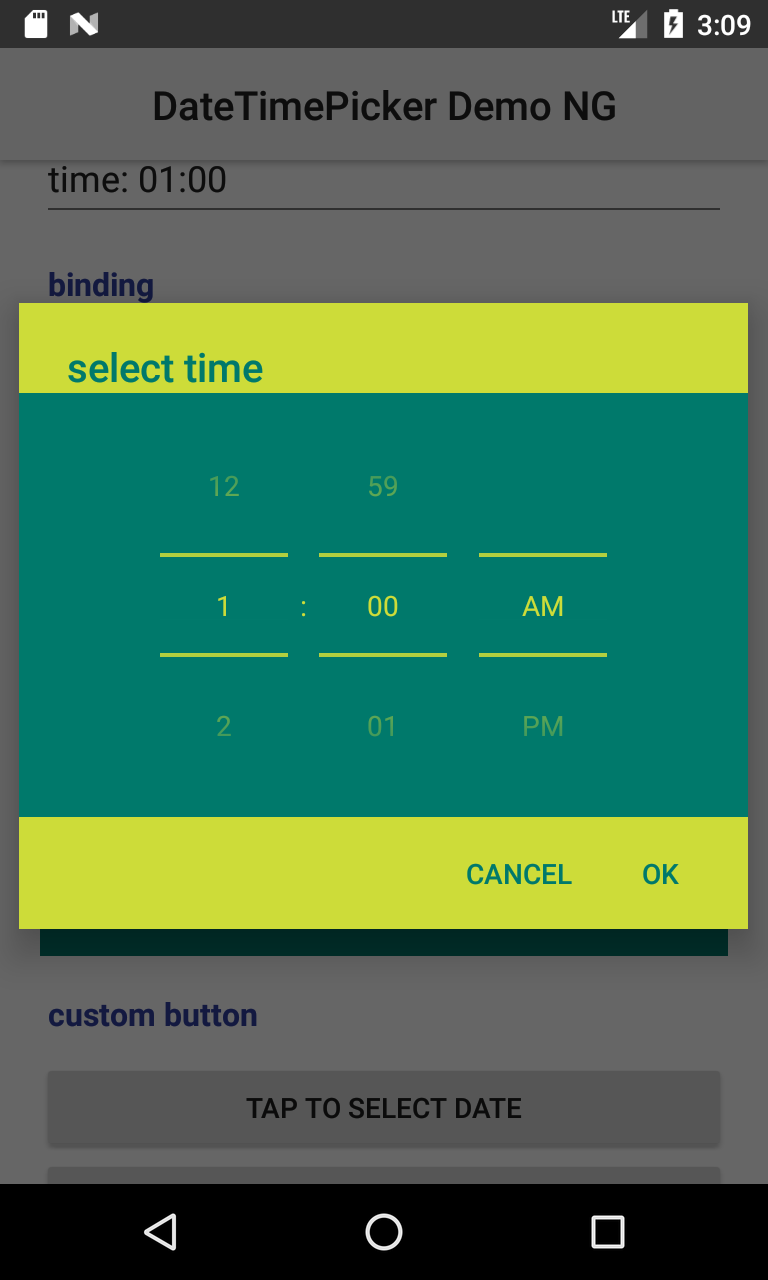 LTE 3:09
DateTimePicker Demo NG
time: 01:00
binding
select time
12 59
1 : 00 AM
2 01 PM
CANCEL OK
custom button
TAP TO SELECT DATE